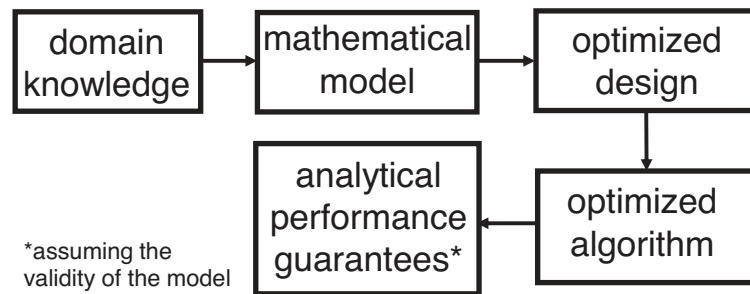 domain
knowledge
mathematical
model
optimized
design
optimized
algorithm
analytical
performance
guarantees*
*assuming the
validity of the model